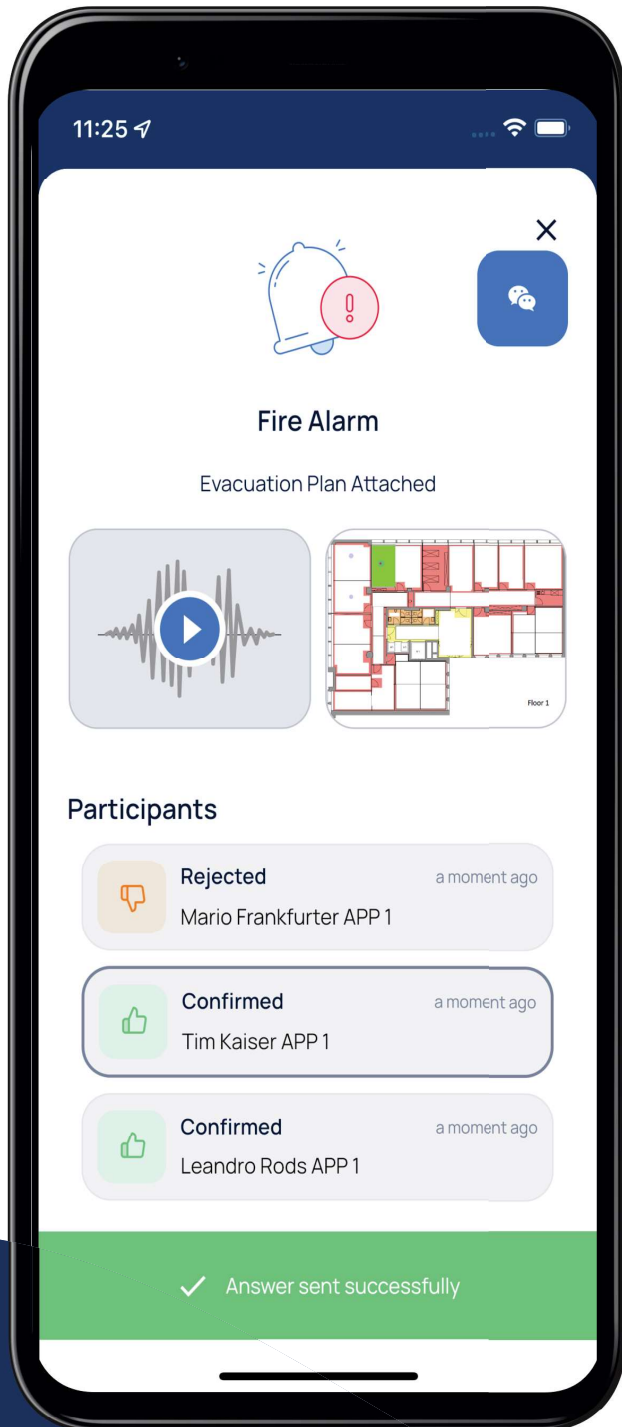 11:25
Fire Alarm
Evacuation Plan Attached
Floor 1
Participants
Rejected
a moment ago
Mario Frankfurter APP 1
Confirmed
a moment ago
Tim Kaiser APP 1
Confirmed
a moment ago
Leandro Rods APP 1
Answer sent successfully